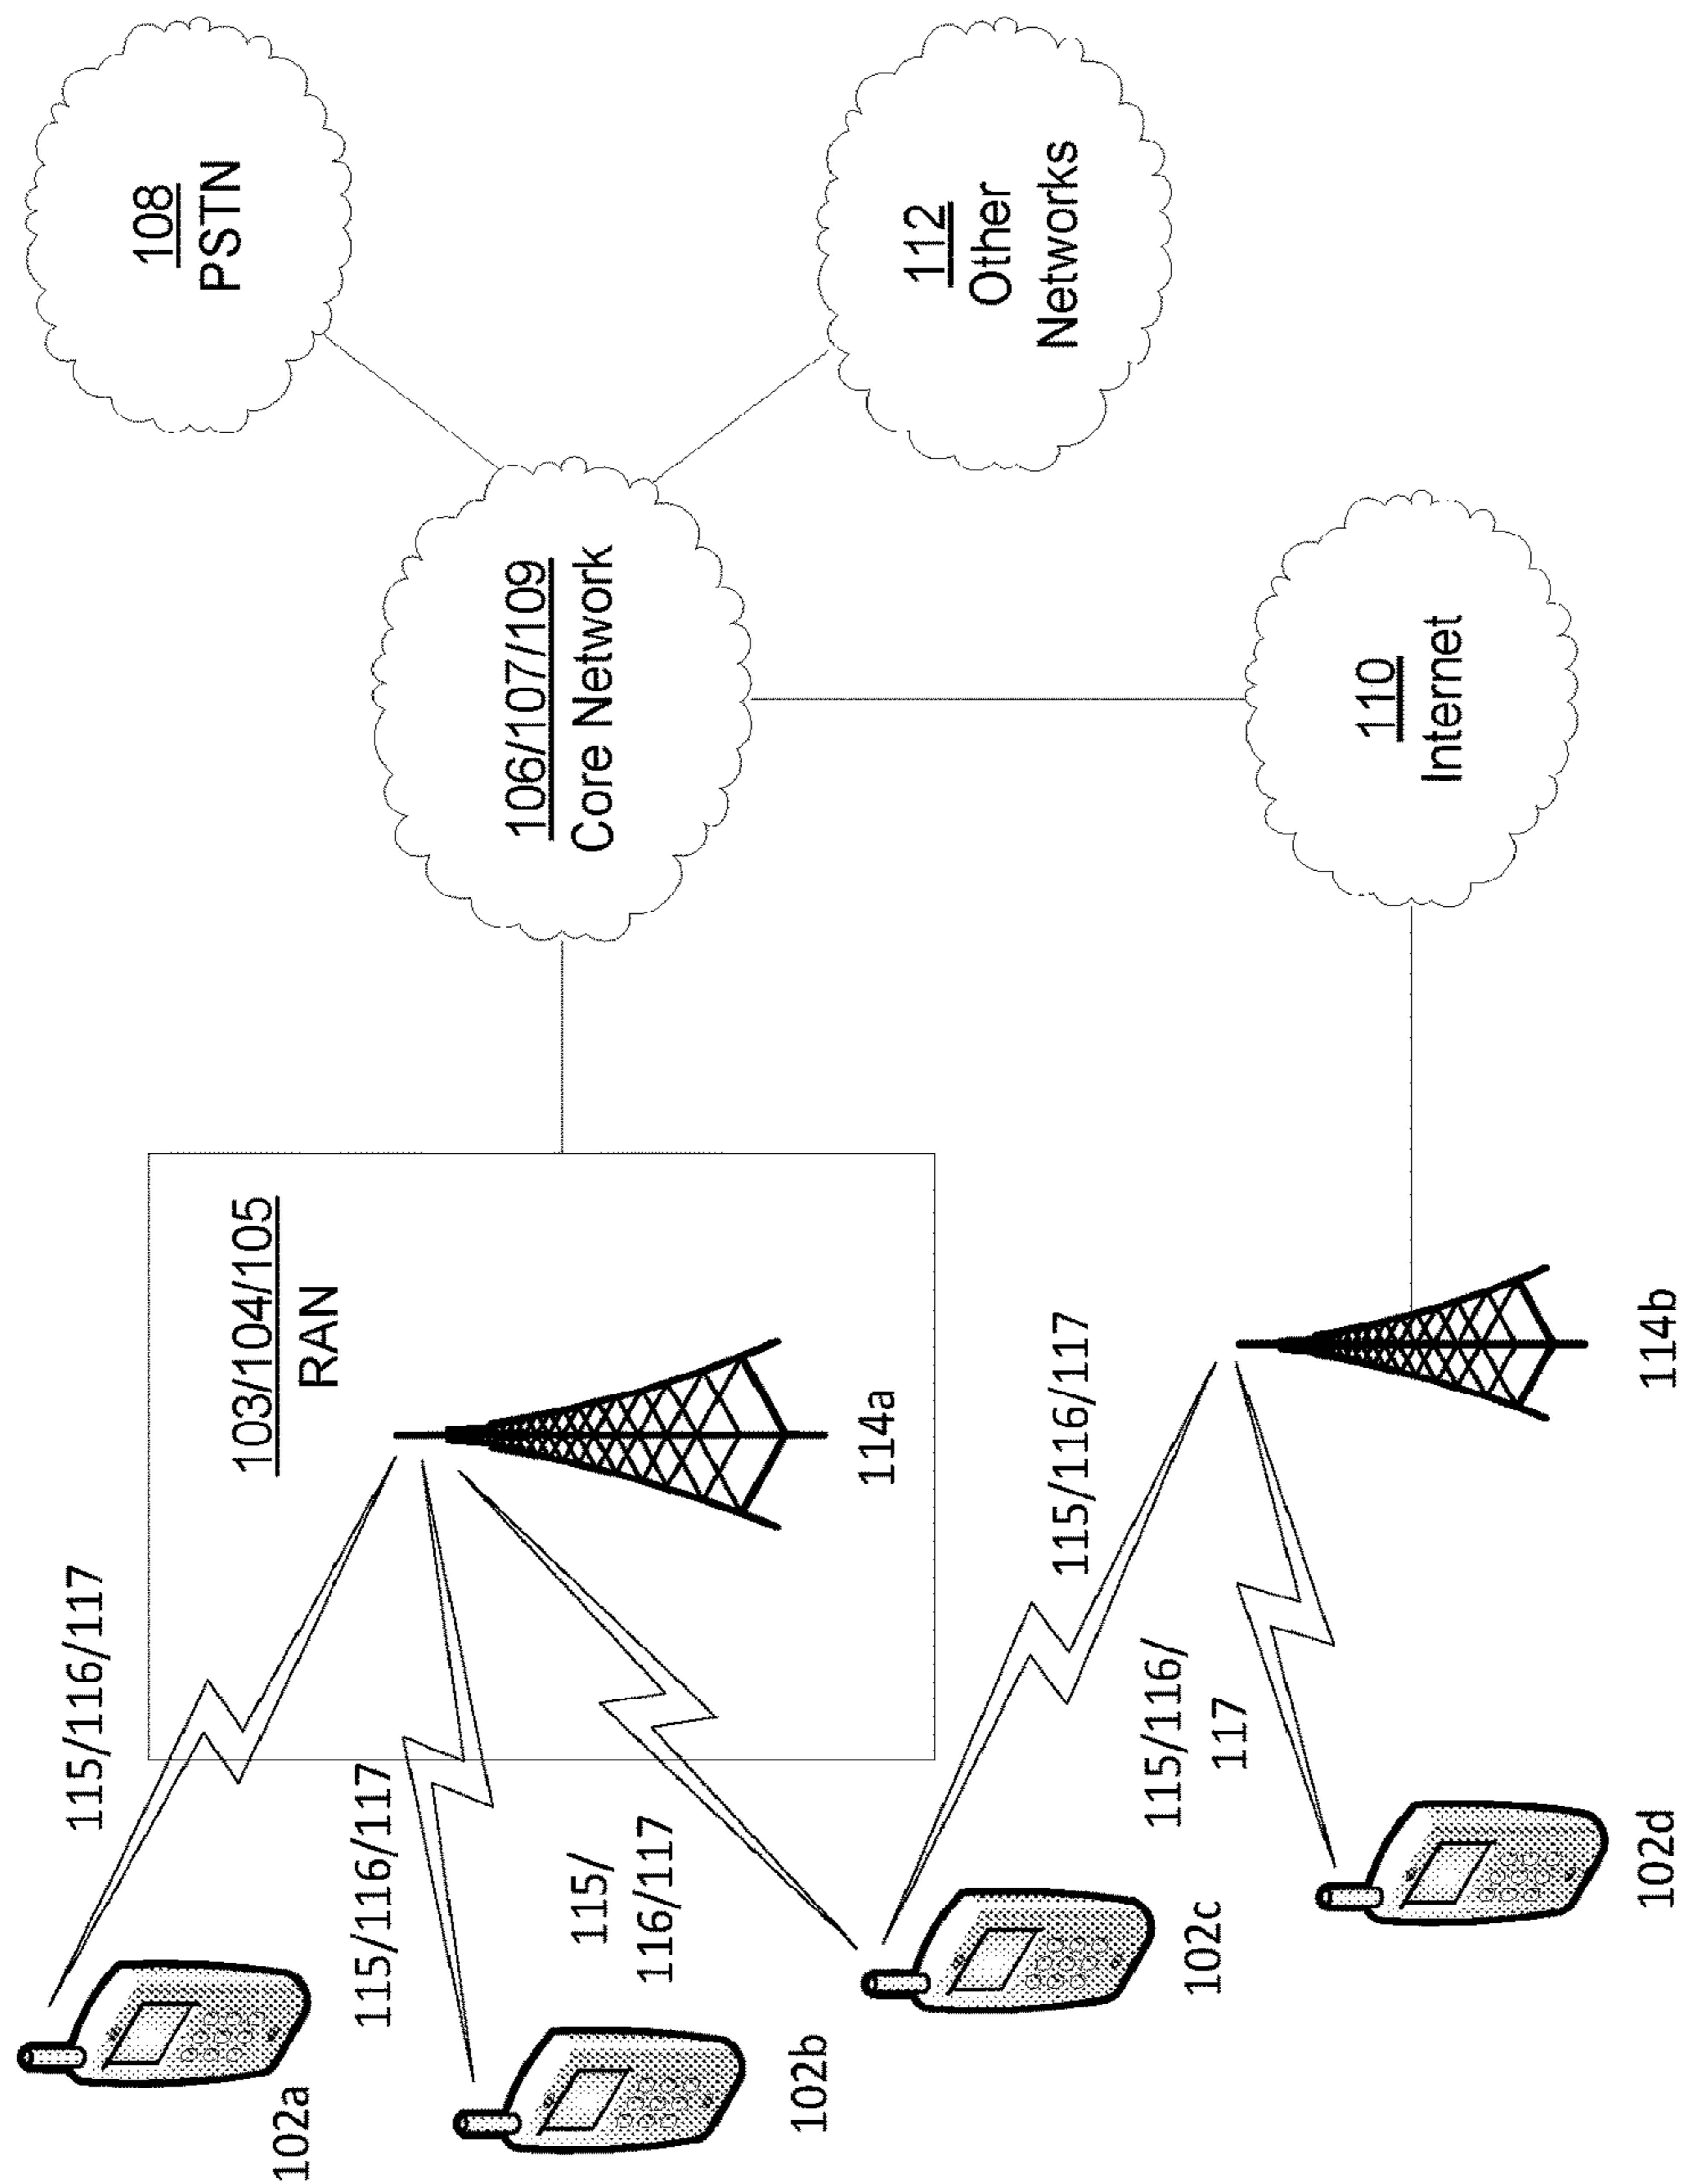 115/116/117
102a
103/104/105
RAN
108
PSTN
115/116/117
102b
115/
116/117
114a
106/107/109
Core Network
112
Other
Networks
102c
115/116/117
115/116/
117
102d
114b
110
Internet